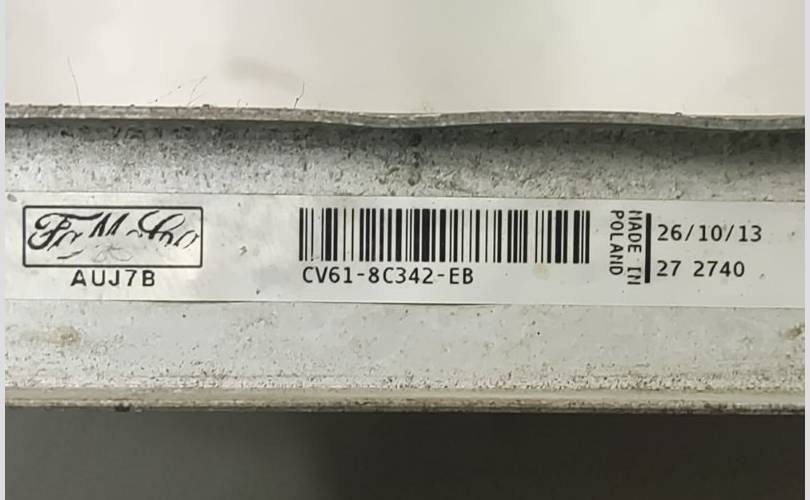 FoMoCo
AUJ7B
CV61-8C342-EB
MADE IN
POLAND
26/10/13
27 2740